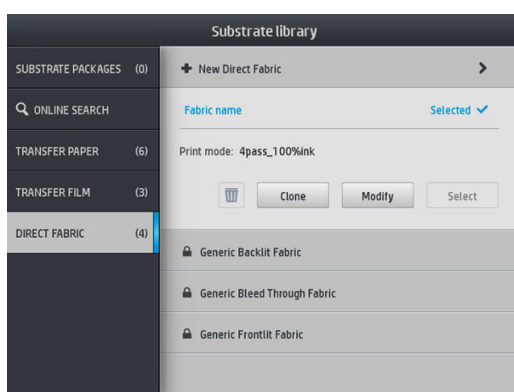 Substrate library
SUBSTRATE PACKAGES (0)
ONLINE SEARCH
TRANSFER PAPER (6)
TRANSFER FILM (3)
DIRECT FABRIC (4)
New Direct Fabric
Fabric name Selected
Print mode: 4pass_100%ink
Clone Modify Select
Generic Backlit Fabric
Generic Bleed Through Fabric
Generic Frontlit Fabric